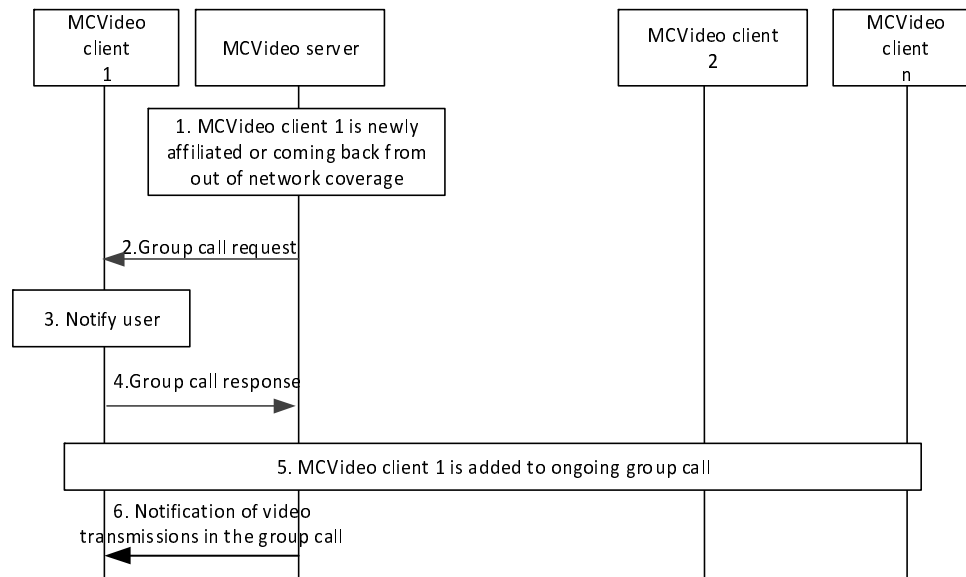 MCVideo
client
1
MCVideo server
MCVideo client
2
MCVideo
client
n
1. MCVideo client 1 is newly
affiliated or coming back from
out of network coverage
2.Group call request
3. Notify user
4.Group call response
5. MCVideo client 1 is added to ongoing group call
6. Notification of video
transmissions in the group call